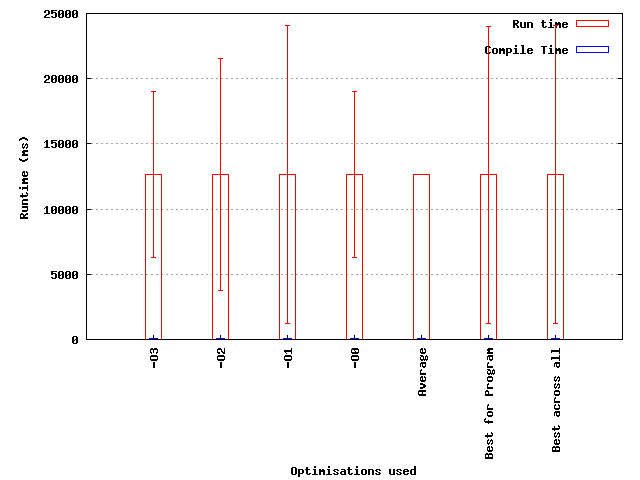 25000
20000
15000
10000
5000
0
Runtime (ms)
Run time
Compile Time
-O3
-O2
-O1
-O0
Average
Best for Program
Best across all
Optimisations used